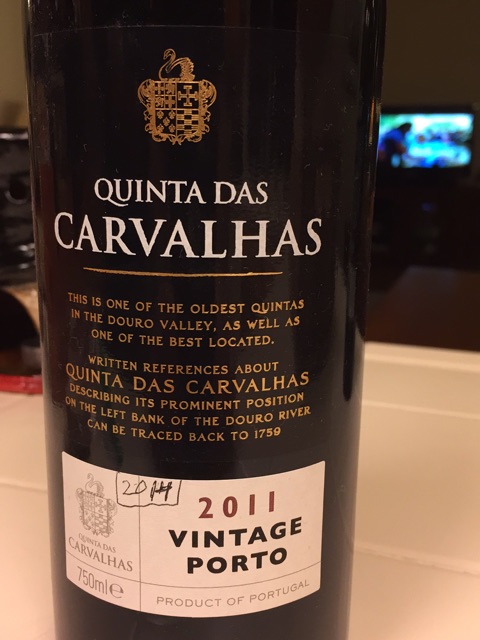 QUINTA DAS
CARVALHAS
THIS IS ONE OF THE OLDEST QUINTAS
IN THE DOURO VALLEY, AS WELL AS
ONE OF THE BEST LOCATED.
WRITTEN REFERENCES ABOUT
QUINTA DAS CARVALHAS
DESCRIBING ITS PROMINENT POSITION
ON THE LEFT BANK OF THE DOURO RIVER
CAN BE TRACED BACK TO 1759
2011
VINTAGE
PORTO
QUINTA DAS
CARVALHAS
750ml e
PRODUCT OF PORTUGAL